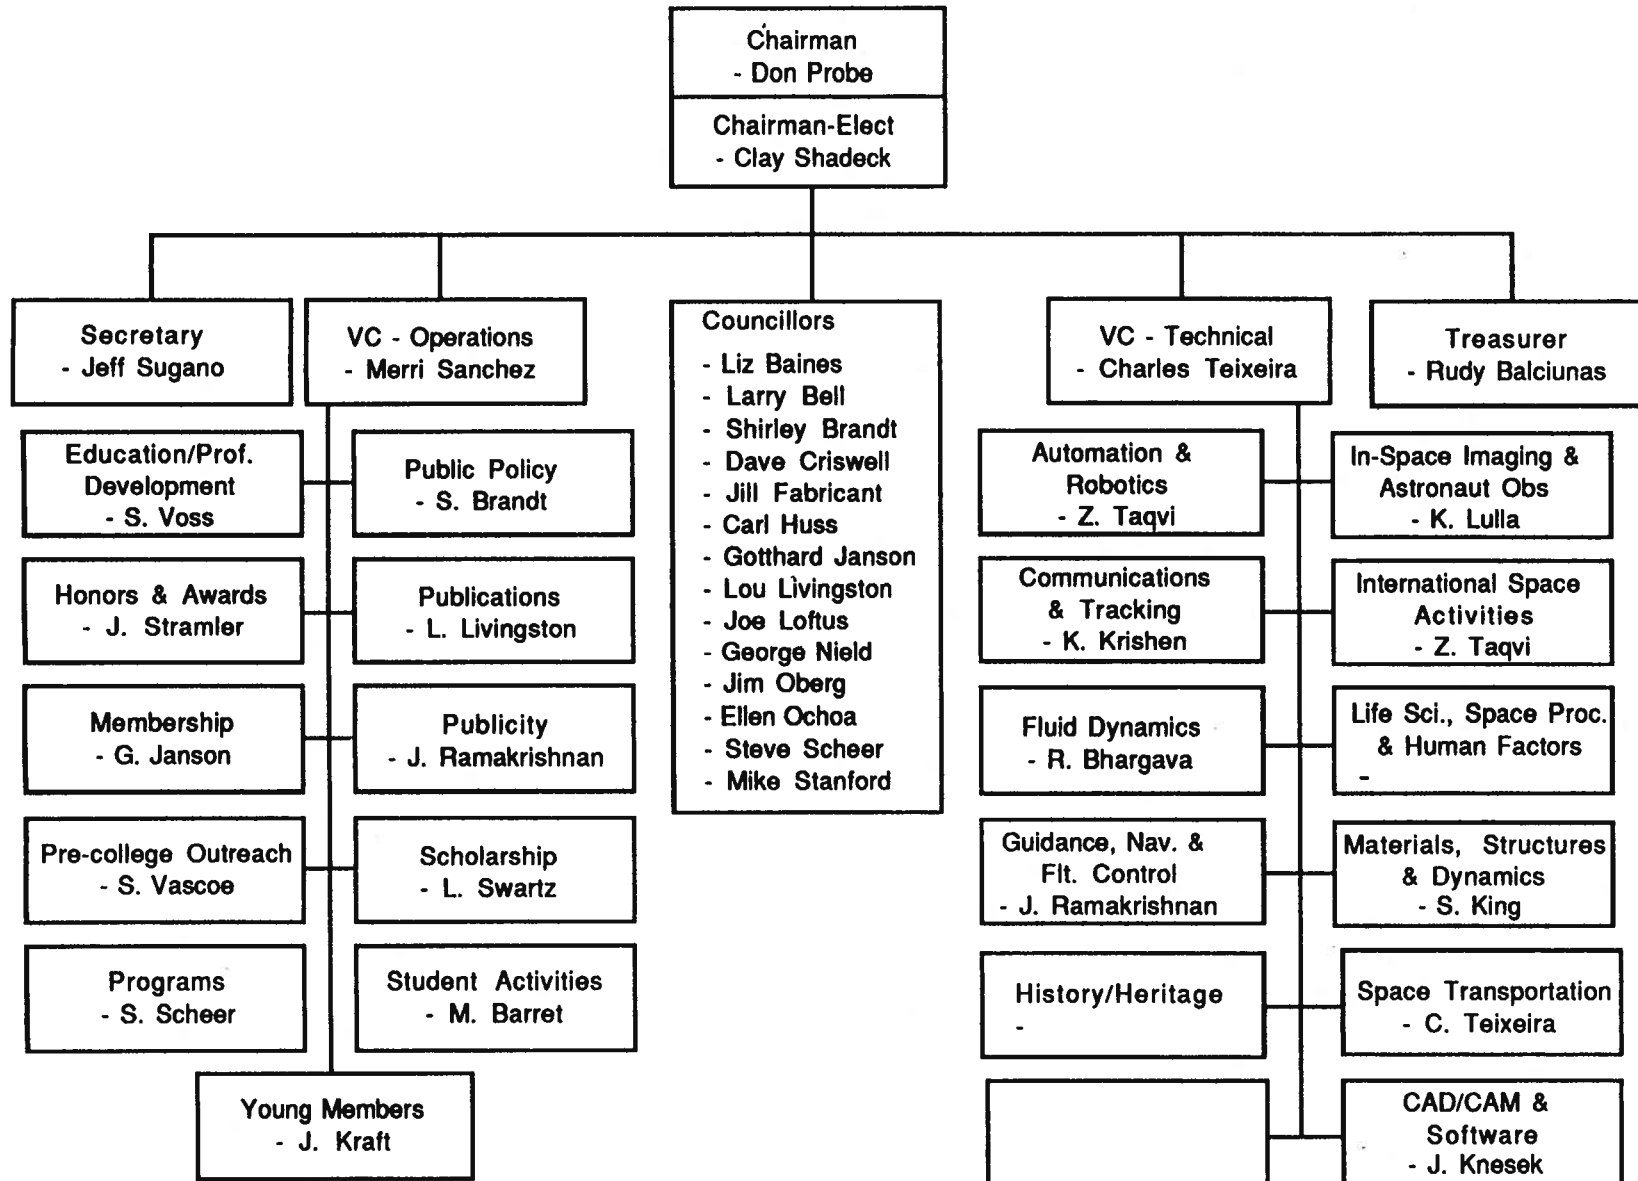 Chairman
- Don Probe
Chairman-Elect
- Clay Shadeck
Secretary
- Jeff Sugano
VC - Operations
- Merri Sanchez
Councillors
- Liz Baines
- Larry Bell
- Shirley Brandt
- Dave Criswell
- Jill Fabricant
- Carl Huss
- Gotthard Janson
- Lou Livingston
- Joe Loftus
- George Nield
- Jim Oberg
- Ellen Ochoa
- Steve Scheer
- Mike Stanford
VC - Technical
- Charles Teixeira
Treasurer
- Rudy Balciunas
Education/Prof.
Development
- S. Voss
Public Policy
- S. Brandt
Honors & Awards
- J. Stramler
Publications
- L. Livingston
Membership
- G. Janson
Publicity
- J. Ramakrishnan
Pre-college Outreach
- S. Vascoe
Scholarship
- L. Swartz
Programs
- S. Scheer
Student Activities
- M. Barret
Young Members
- J. Kraft
Automation &
Robotics
- Z. Taqvi
In-Space Imaging &
Astronaut Obs
- K. Lulla
Communications
& Tracking
- K. Krishen
International Space
Activities
- Z. Taqvi
Fluid Dynamics
- R. Bhargava
Life Sci., Space Proc.
& Human Factors
-
Guidance, Nav. &
Flt. Control
- J. Ramakrishnan
Materials, Structures
& Dynamics
- S. King
History/Heritage
-
Space Transportation
- C. Teixeira
CAD/CAM &
Software
- J. Knesek